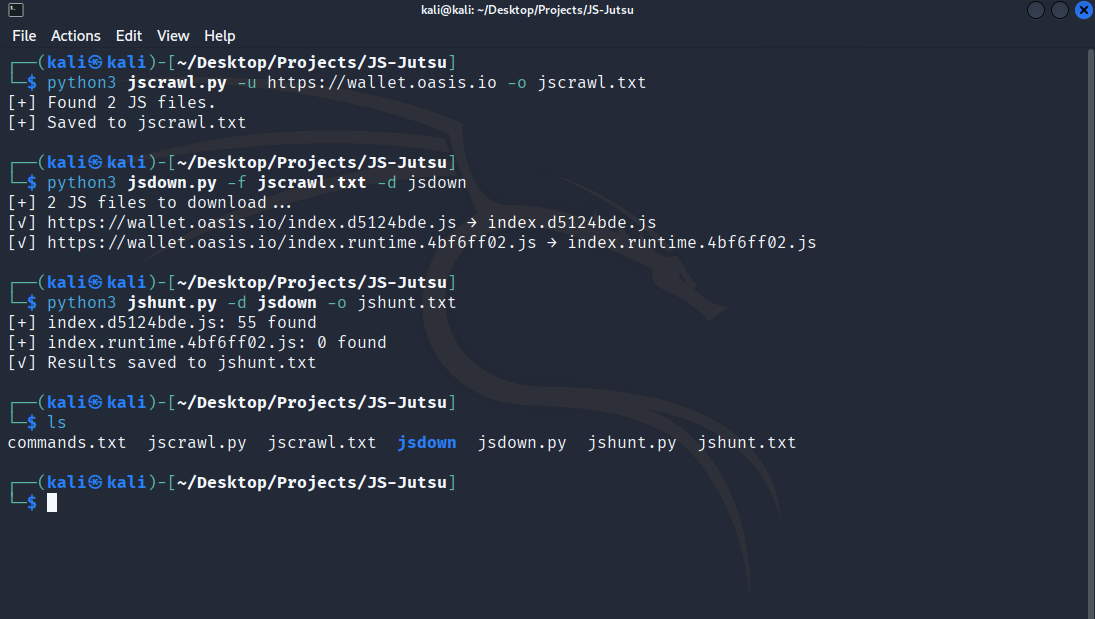 kali@kali: ~/Desktop/Projects/JS-Jutsu
File Actions Edit View Help
┌──(kali㉿kali)-[~/Desktop/Projects/JS-Jutsu]
└─$ python3 jscrawl.py -u https://wallet.oasis.io -o jscrawl.txt
[+] Found 2 JS files.
[+] Saved to jscrawl.txt
┌──(kali㉿kali)-[~/Desktop/Projects/JS-Jutsu]
└─$ python3 jsdown.py -f jscrawl.txt -d jsdown
[+] 2 JS files to download...
[√] https://wallet.oasis.io/index.d5124bde.js → index.d5124bde.js
[√] https://wallet.oasis.io/index.runtime.4bf6ff02.js → index.runtime.4bf6ff02.js
┌──(kali㉿kali)-[~/Desktop/Projects/JS-Jutsu]
└─$ python3 jshunt.py -d jsdown -o jshunt.txt
[+] index.d5124bde.js: 55 found
[+] index.runtime.4bf6ff02.js: 0 found
[√] Results saved to jshunt.txt
┌──(kali㉿kali)-[~/Desktop/Projects/JS-Jutsu]
└─$ ls
commands.txt jscrawl.py jscrawl.txt jsdown jsdown.py jshunt.py jshunt.txt
┌──(kali㉿kali)-[~/Desktop/Projects/JS-Jutsu]
└─$